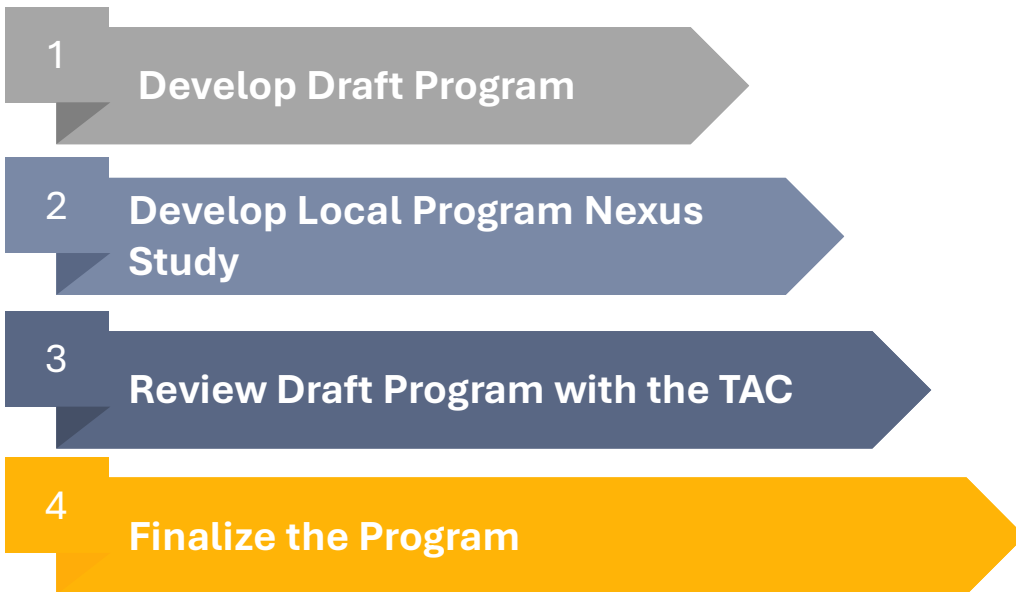 1
Develop Draft Program
2
Develop Local Program Nexus
Study
3
Review Draft Program with the TAC
4
Finalize the Program